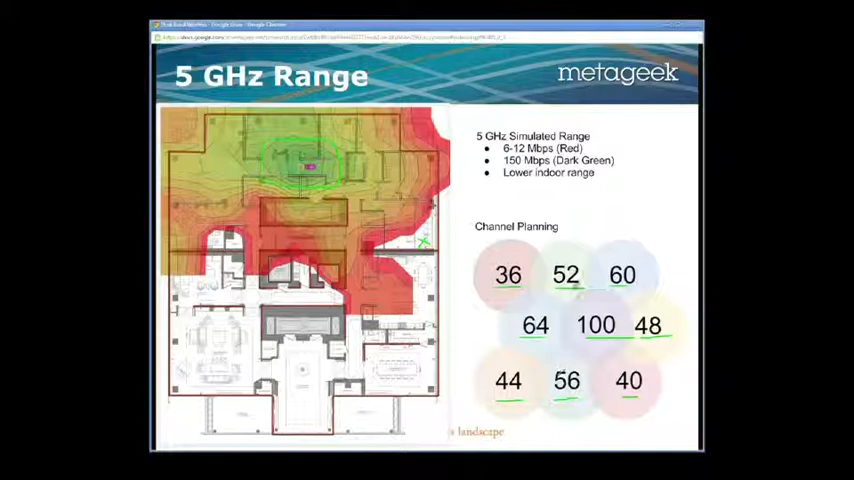 5 GHz Range
metageek
5 GHz Simulated Range
6-12 Mbps (Red)
150 Mbps (Dark Green)
Lower indoor range
Channel Planning
36 52 60
64 100 48
44 56 40
landscape